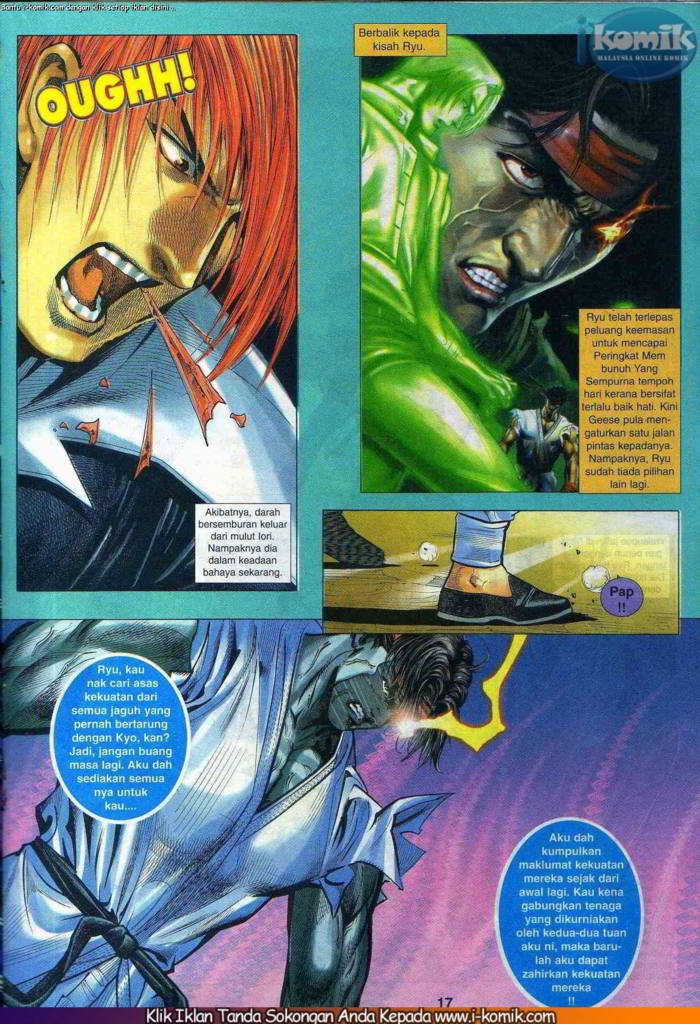 Bantu i-komik.com dengan klik setiap iklan disini ..
i komik
MALAYSIA ONLINE KOMIK
OUGHH!
Berbalik kepada
kisah Ryu.
Ryu telah terlepas
peluang keemasan
untuk mencapai
Peringkat Mem
bunuh Yang
Sempurna tempoh
hari kerana bersifat
terlalu baik hati. Kini
Geese pula men-
gaturkan satu jalan
pintas kepadanya.
Nampaknya, Ryu
sudah tiada pilihan
lain lagi.
Akibatnya, darah
bersemburan keluar
dari mulut Iori.
Nampaknya dia
dalam keadaan
bahaya sekarang.
Pap
!!
Ryu, kau
nak cari asas
kekuatan dari
semua jaguh yang
pernah bertarung
dengan Kyo, kan?
Jadi, jangan buang
masa lagi. Aku dah
sediakan semua
nya untuk
kau....
Aku dah
kumpulkan
maklumat kekuatan
mereka sejak dari
awal lagi. Kau kena
gabungkan tenaga
yang dikurniakan
oleh kedua-dua tuan
aku ni, maka baru-
lah aku dapat
zahirkan kekuatan
mereka
!!
17
Klik Iklan Tanda Sokongan Anda Kepada www.i-komik.com